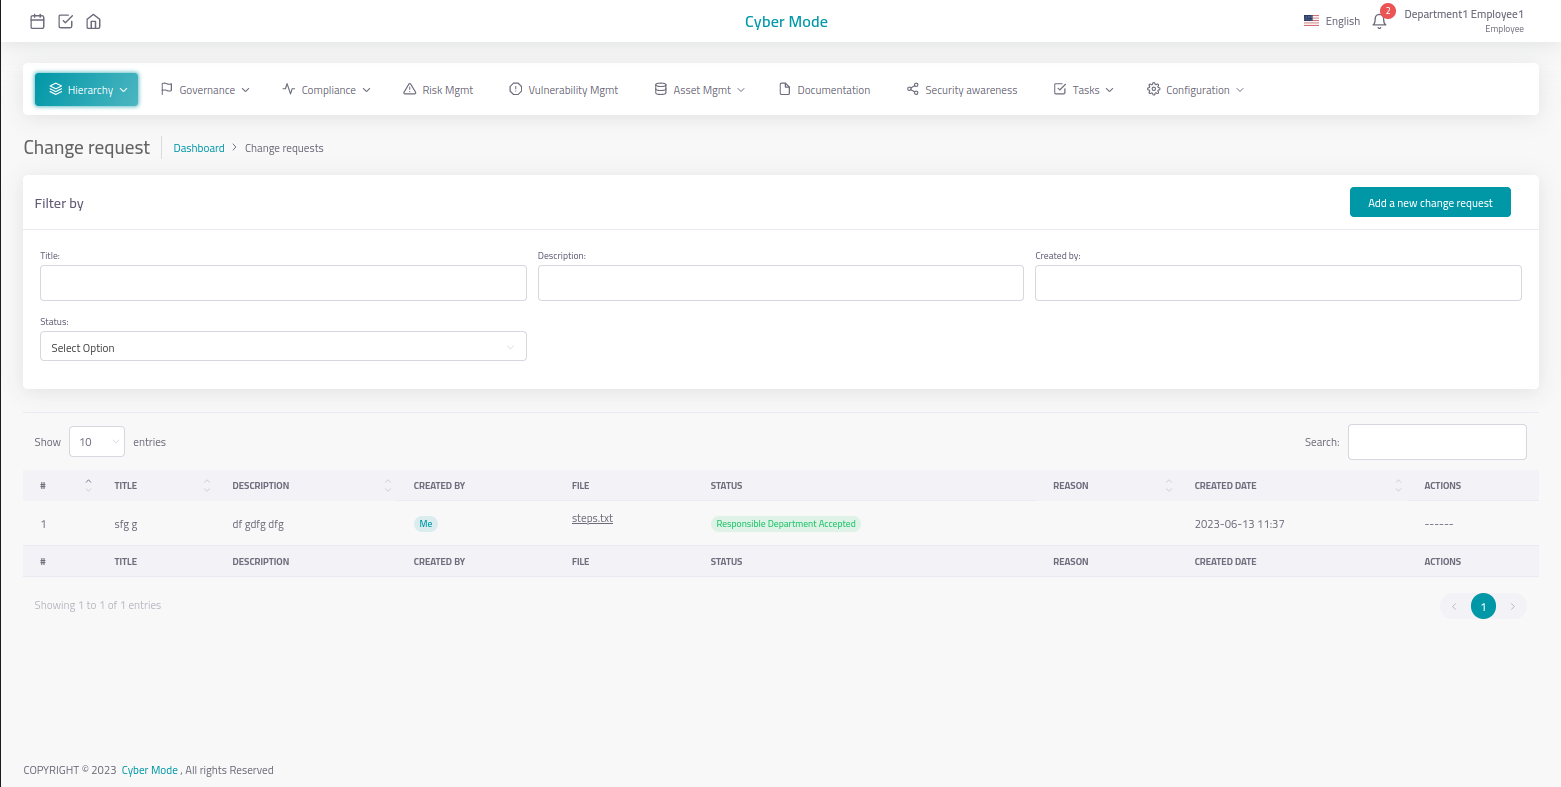 Cyber Mode
English
2
Department1 Employee1
Employee
Hierarchy
Governance
Compliance
Risk Mgmt
Vulnerability Mgmt
Asset Mgmt
Documentation
Security awareness
Tasks
Configuration
Change request
Dashboard > Change requests
Filter by
Add a new change request
Title:
Description:
Created by:
Status:
Select Option
Show 10 entries
Search:
# TITLE DESCRIPTION CREATED BY FILE STATUS REASON CREATED DATE ACTIONS
1 sfg g df gdfg dfg Me steps.txt Responsible Department Accepted 2023-06-13 11:37 ------
# TITLE DESCRIPTION CREATED BY FILE STATUS REASON CREATED DATE ACTIONS
Showing 1 to 1 of 1 entries
1
COPYRIGHT © 2023 Cyber Mode , All rights Reserved